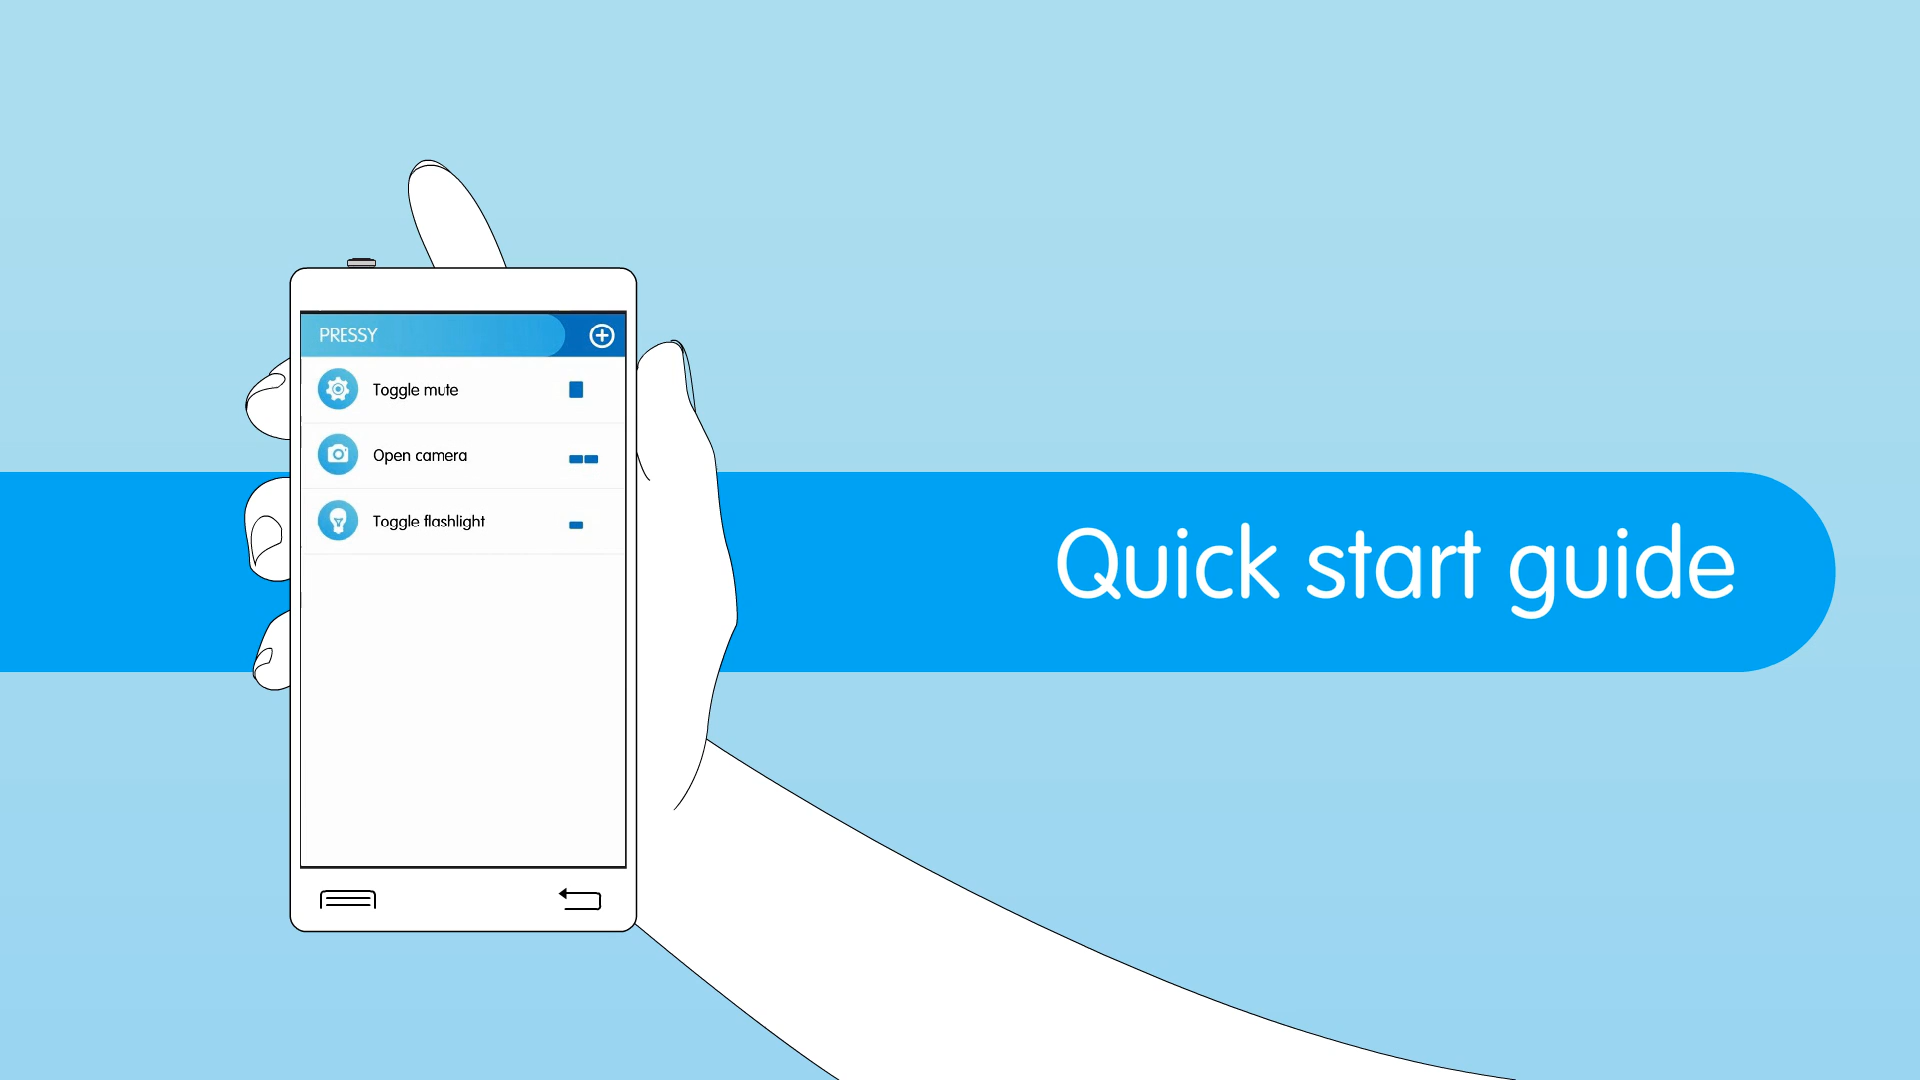 PRESSY
Toggle mute
Open camera
Toggle flashlight
Quick start guide